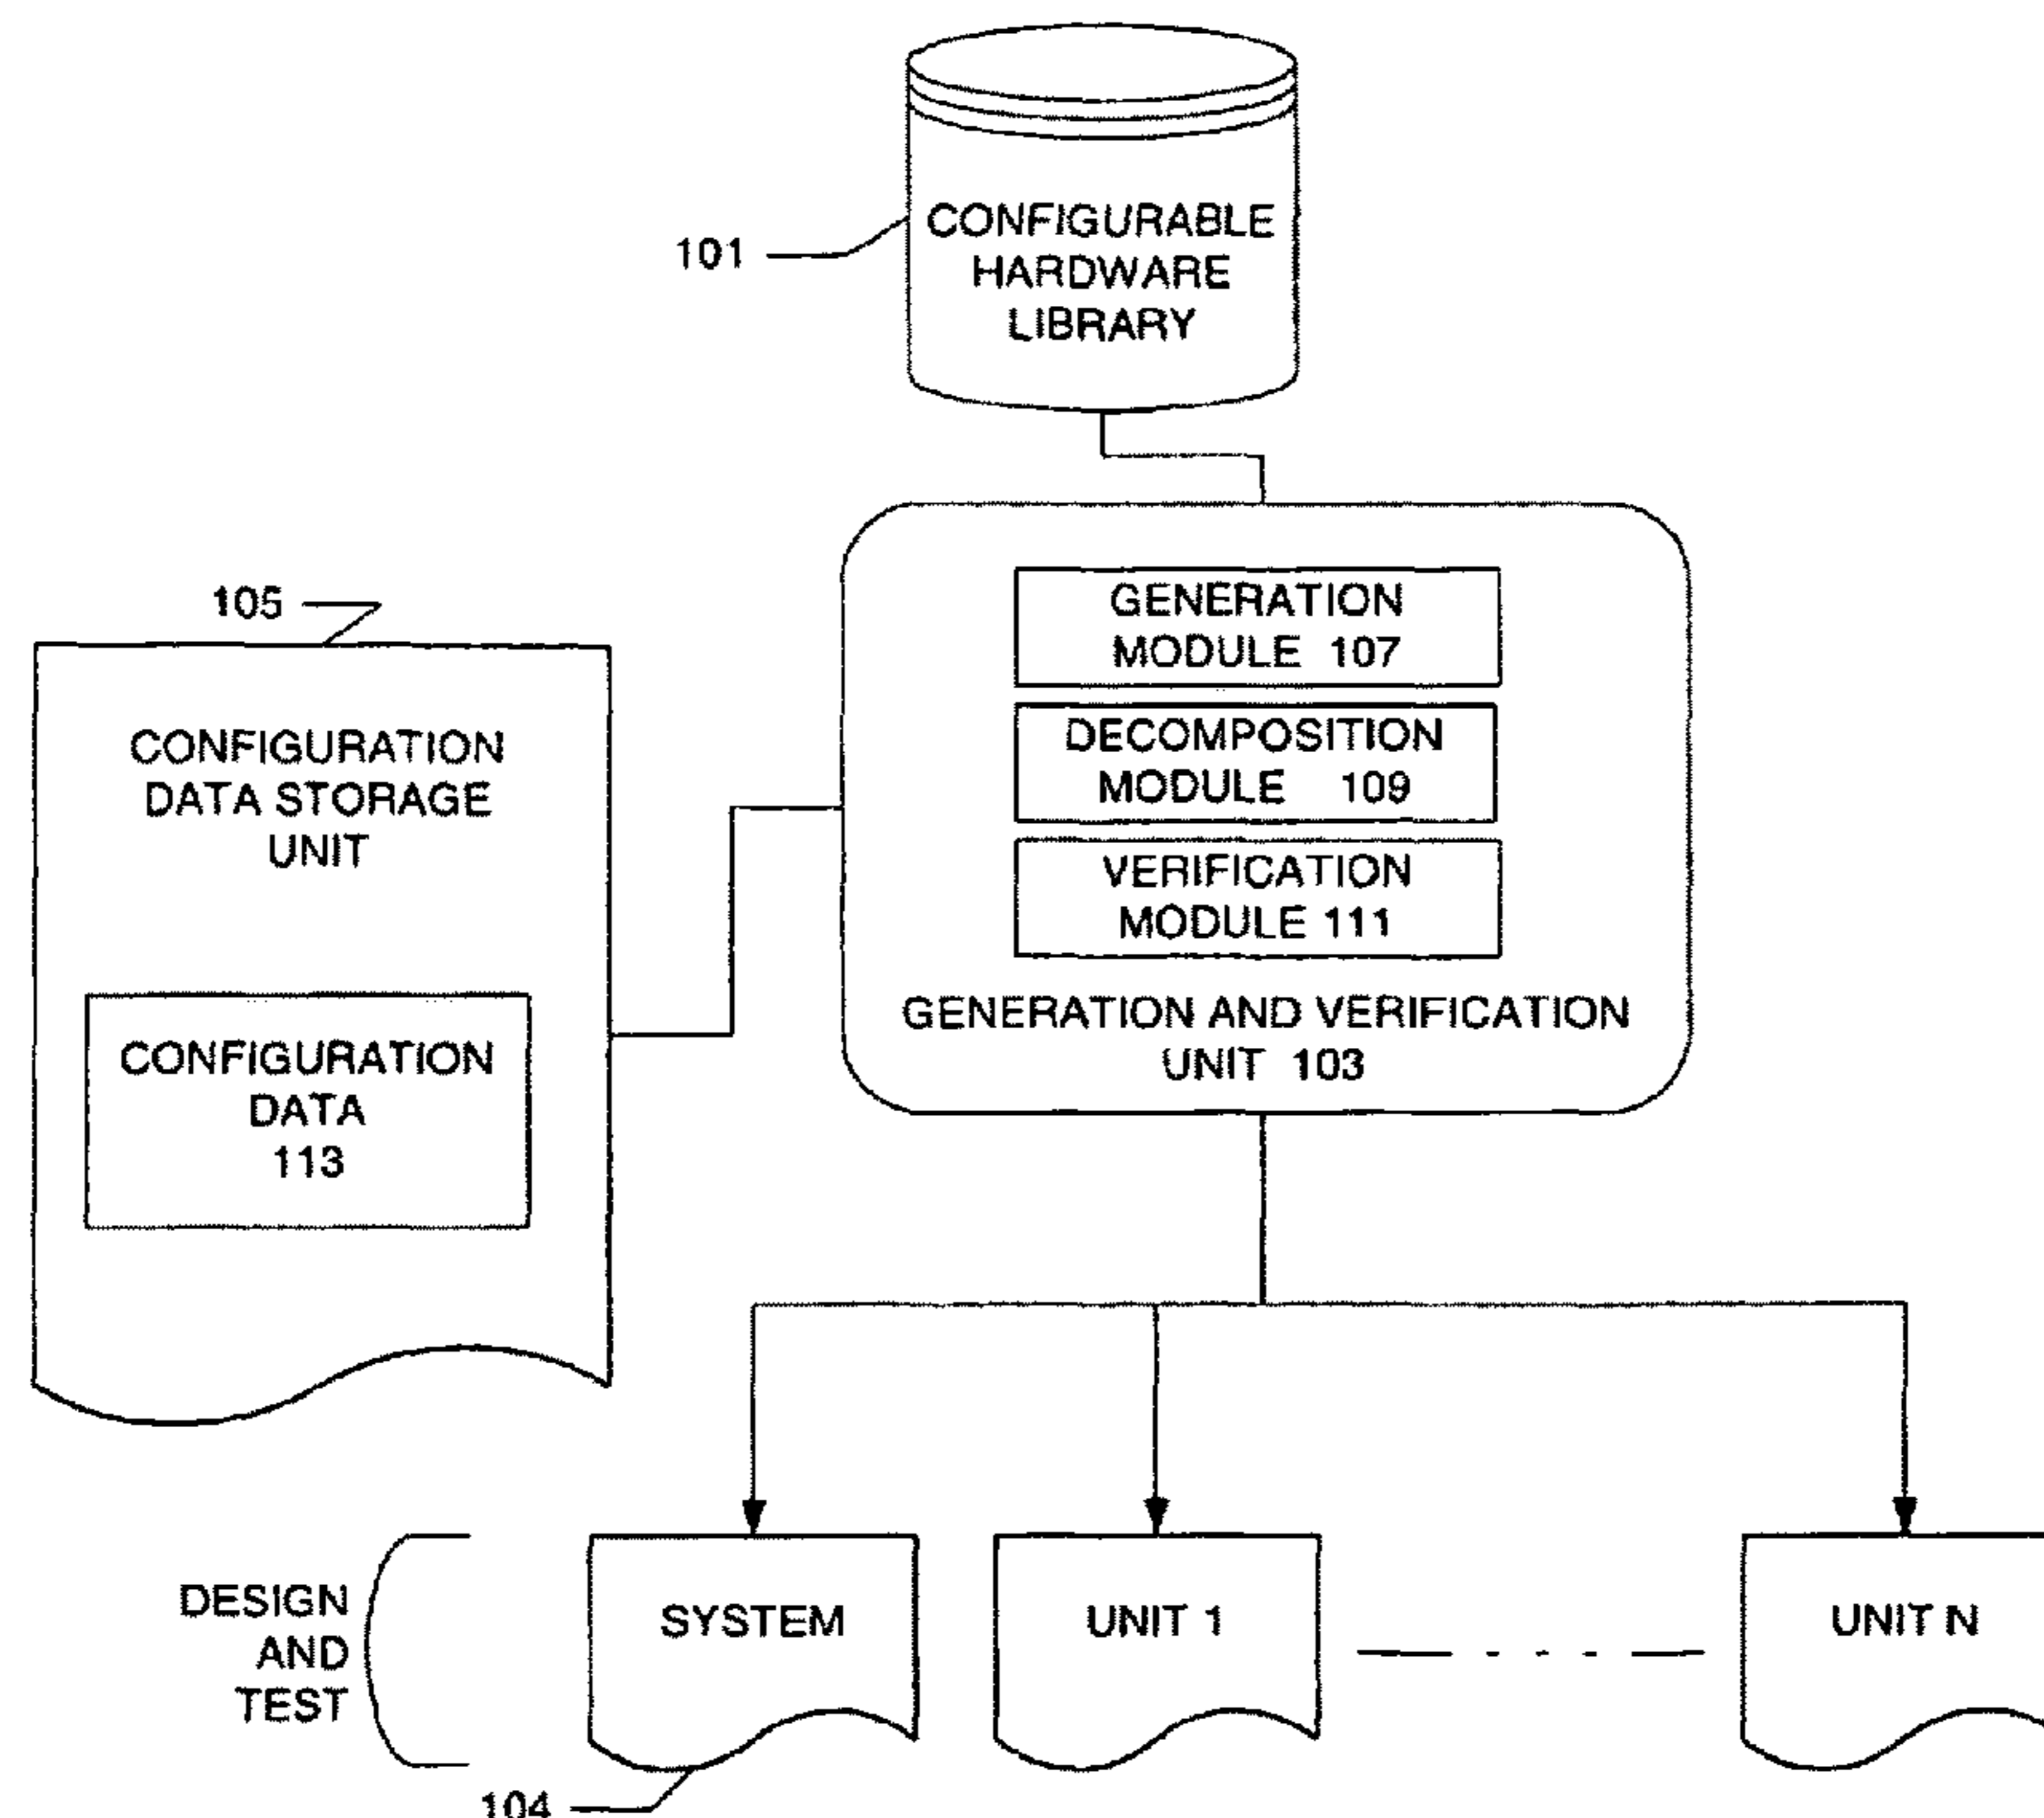 CONFIGURABLE
HARDWARE
LIBRARY
101
105
CONFIGURATION
DATA STORAGE
UNIT
CONFIGURATION
DATA
113
GENERATION
MODULE 107
DECOMPOSITION
MODULE 109
VERIFICATION
MODULE 111
GENERATION AND VERIFICATION
UNIT 103
DESIGN
AND
TEST
SYSTEM
UNIT 1
UNIT N
104